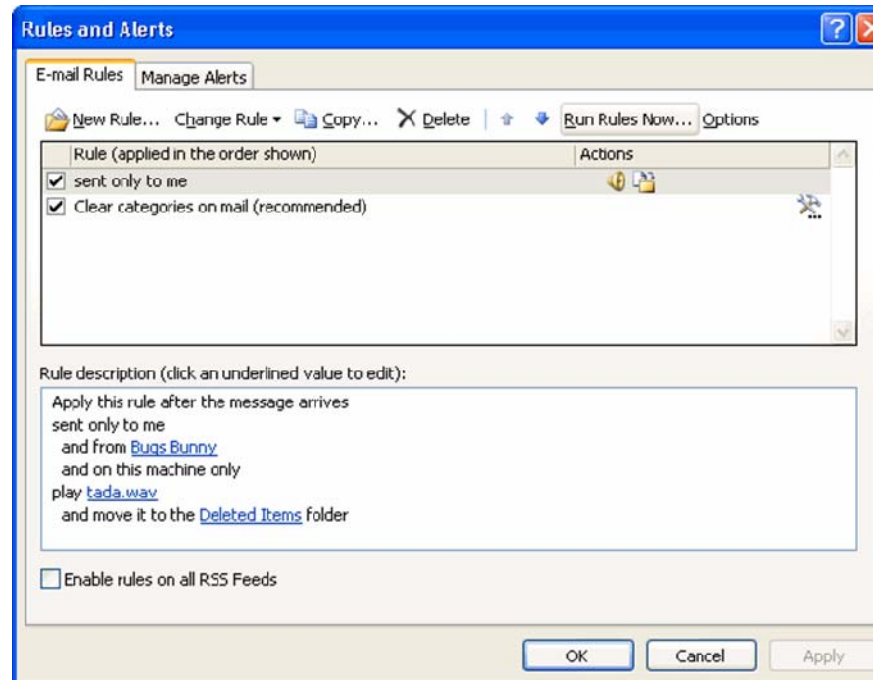 Rules and Alerts
E-mail Rules Manage Alerts
New Rule... Change Rule Copy... Delete Run Rules Now... Options
Rule (applied in the order shown) Actions
sent only to me
Clear categories on mail (recommended)
Rule description (click an underlined value to edit):
Apply this rule after the message arrives
sent only to me
and from Bugs Bunny
and on this machine only
play tada.wav
and move it to the Deleted Items folder
Enable rules on all RSS Feeds
OK Cancel Apply